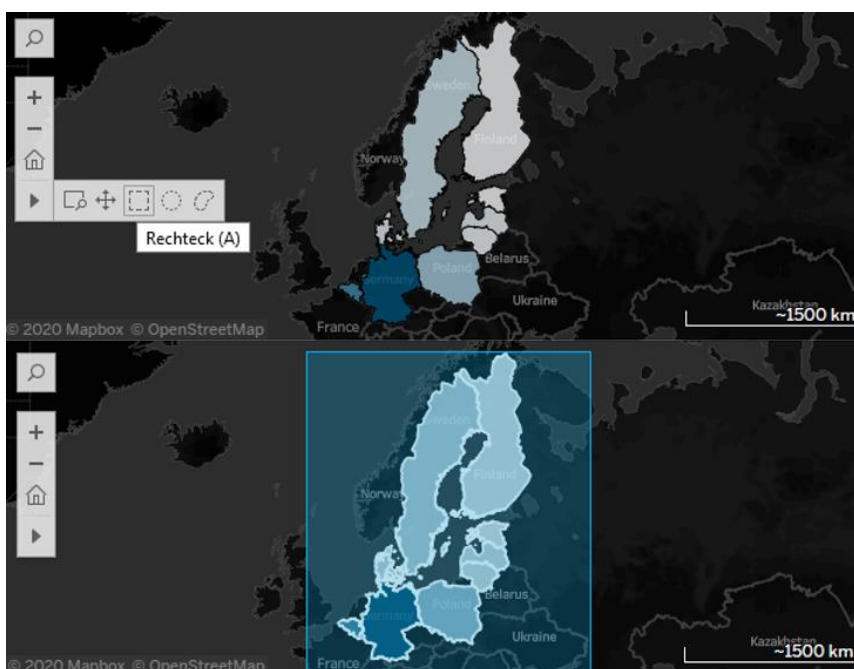 Sweden
Finland
Norway
Rechteck (A)
Belarus
Germany
Poland
Ukraine
Kazakhstan
~1500 km
France
© 2020 Mapbox © OpenStreetMap
Sweden
Finland
Norway
Belarus
Germany
Poland
Ukraine
Kazakhstan
~1500 km
France
© 2020 Mapbox © OpenStreetMap